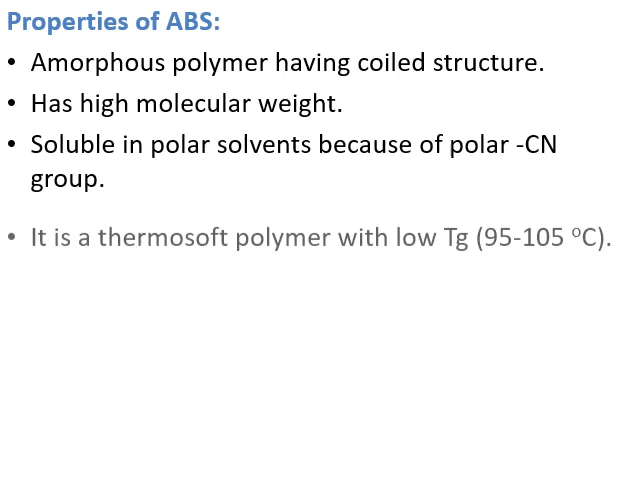 Properties of ABS:
• Amorphous polymer having coiled structure.
• Has high molecular weight.
• Soluble in polar solvents because of polar -CN
group.
• It is a thermosoft polymer with low Tg (95-105 ºC).